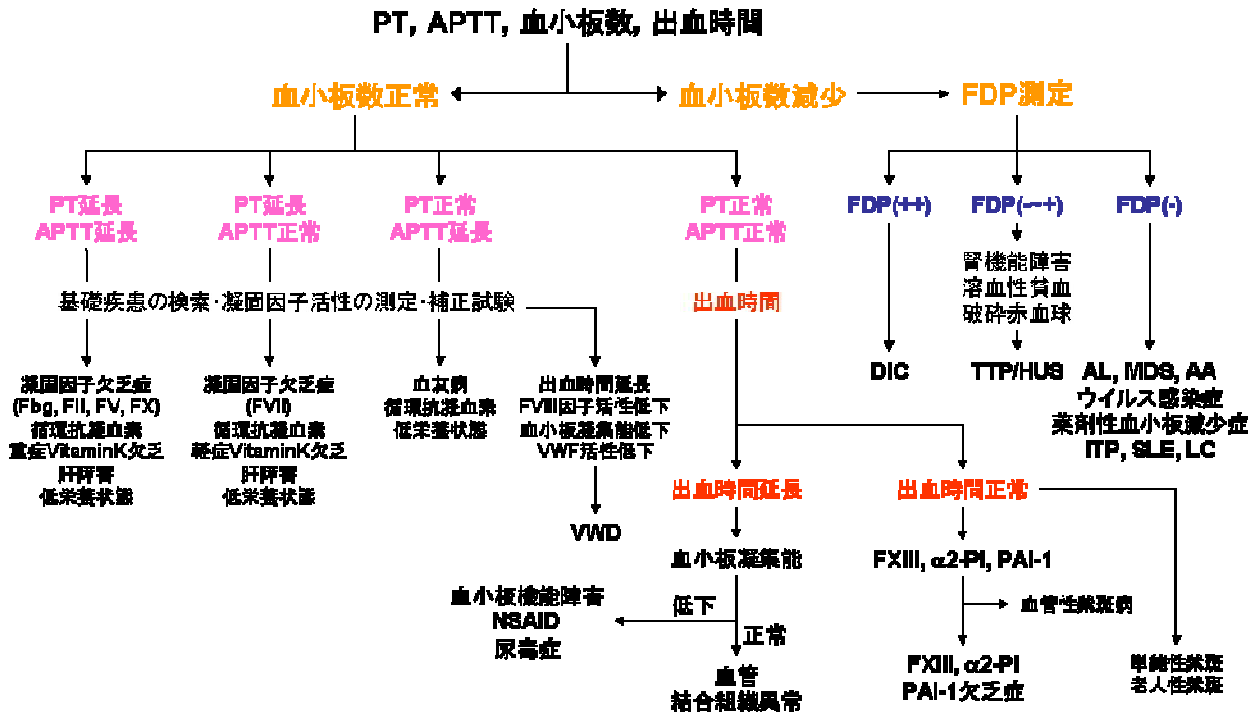 PT, APTT, 血小板数, 出血時間
血小板数正常
血小板数減少
FDP測定
PT延長
APTT延長
PT延長
APTT正常
PT正常
APTT延長
PT正常
APTT正常
FDP(++)
FDP(-~+)
FDP(-)
腎機能障害
溶血性貧血
破砕赤血球
基礎疾患の検索・凝固因子活性の測定・補正試験
出血時間
凝固因子欠乏症
(Fbg, FII, FV, FX)
循環抗凝血素
重症VitaminK欠乏
肝障害
低栄養状態
凝固因子欠乏症
(FVII)
循環抗凝血素
軽症VitaminK欠乏
肝障害
低栄養状態
血友病
循環抗凝血素
低栄養状態
出血時間延長
FVIII因子活性低下
血小板凝集能低下
VWF活性低下
VWD
DIC
TTP/HUS
AL, MDS, AA
ウイルス感染症
薬剤性血小板減少症
ITP, SLE, LC
出血時間延長
出血時間正常
血小板凝集能
FXIII, α2-PI, PAI-1
低下
血小板機能障害
NSAID
尿毒症
正常
血管
結合組織異常
血管性紫斑病
FXIII, α2-PI
PAI-1欠乏症
単純性紫斑
老人性紫斑